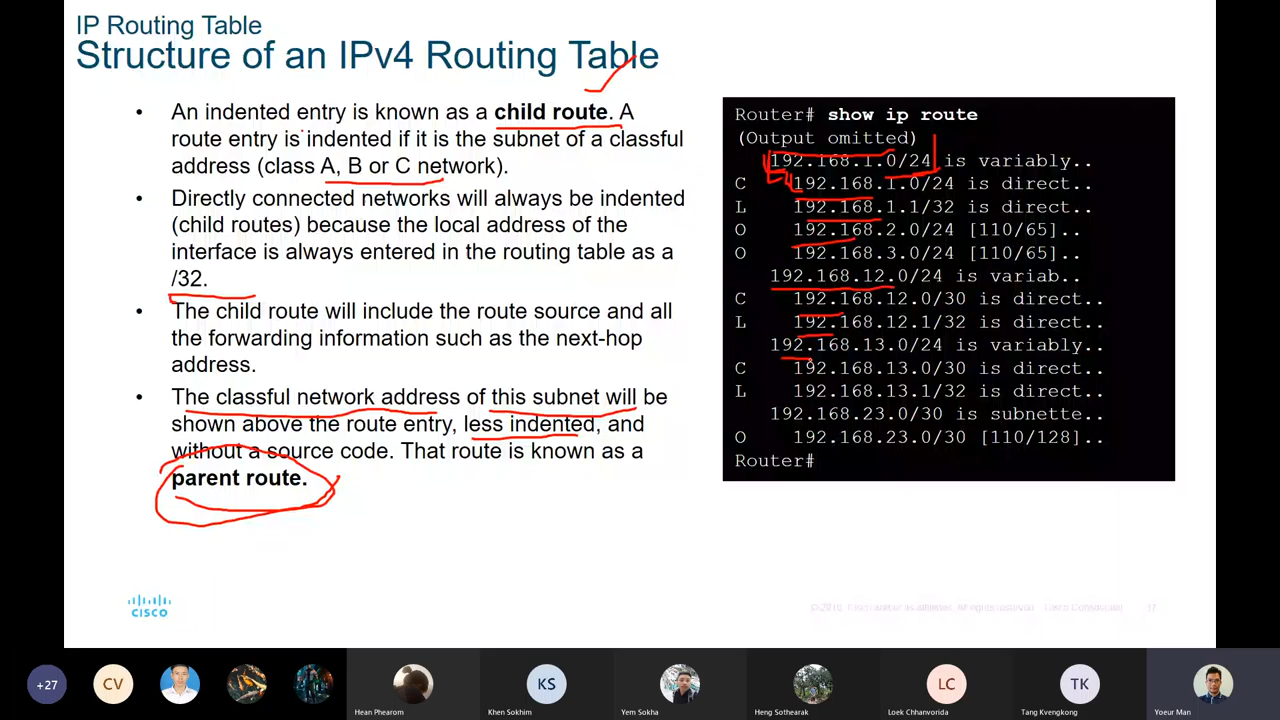 IP Routing Table
Structure of an IPv4 Routing Table
• An indented entry is known as a child route. A
route entry is indented if it is the subnet of a classful
address (class A, B or C network).
• Directly connected networks will always be indented
(child routes) because the local address of the
interface is always entered in the routing table as a
/32.
• The child route will include the route source and all
the forwarding information such as the next-hop
address.
• The classful network address of this subnet will be
shown above the route entry, less indented, and
without a source code. That route is known as a
parent route.
Router# show ip route
(Output omitted)
192.168.1.0/24 is variably..
C 192.168.1.0/24 is direct..
L 192.168.1.1/32 is direct..
O 192.168.2.0/24 [110/65]..
O 192.168.3.0/24 [110/65]..
192.168.12.0/24 is variab..
C 192.168.12.0/30 is direct..
L 192.168.12.1/32 is direct..
192.168.13.0/24 is variably..
C 192.168.13.0/30 is direct..
L 192.168.13.1/32 is direct..
192.168.23.0/30 is subnette..
O 192.168.23.0/30 [110/128]..
Router#
CISCO
All rights reserved. Cisco Confidential 17
+27 CV KS LC TK
Hean Phearom Khen Sokhim Yem Sokha Heng Sothearak Loek Chhanvorida Tang Kvengkong Yoeur Man